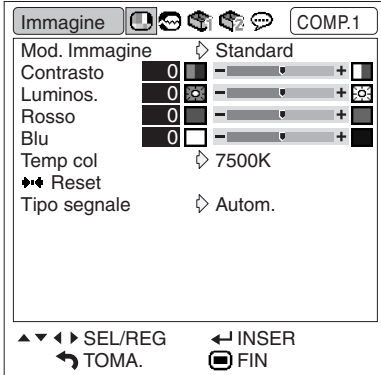 Immagine COMP.1
Mod. Immagine Standard
Contrasto 0 - +
Luminos. 0 - +
Rosso 0 - +
Blu 0 - +
Temp col 7500K
Reset
Tipo segnale Autom.
SEL/REG INSER
TOMA. FIN